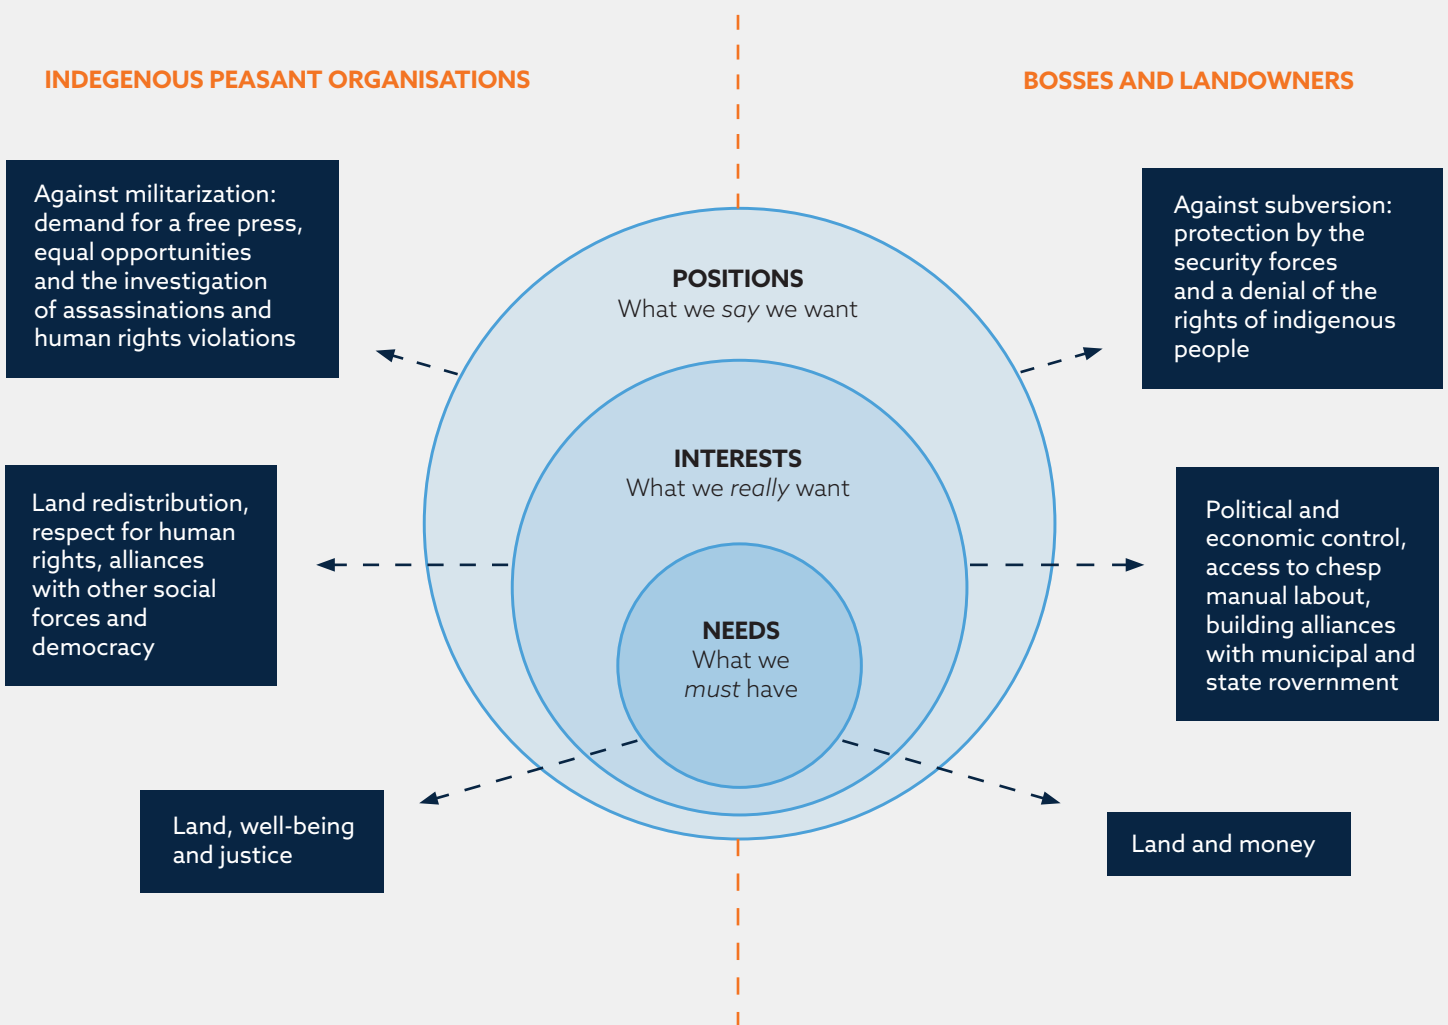 INDEGENOUS PEASANT ORGANISATIONS
BOSSES AND LANDOWNERS
Against militarization:
demand for a free press,
equal opportunities
and the investigation
of assassinations and
human rights violations
POSITIONS
What we say we want
Against subversion:
protection by the
security forces
and a denial of the
rights of indigenous
people
Land redistribution,
respect for human
rights, alliances
with other social
forces and
democracy
INTERESTS
What we really want
Political and
economic control,
access to chesp
manual labout,
building alliances
with municipal and
state rovernment
NEEDS
What we
must have
Land, well-being
and justice
Land and money